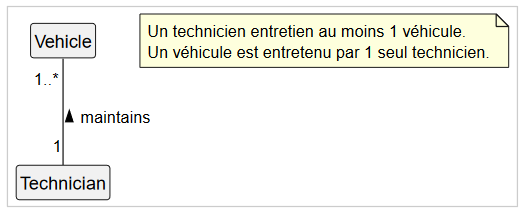 Vehicle
Un technicien entretien au moins 1 véhicule.
Un véhicule est entretenu par 1 seul technicien.
1..*
maintains
1
Technician